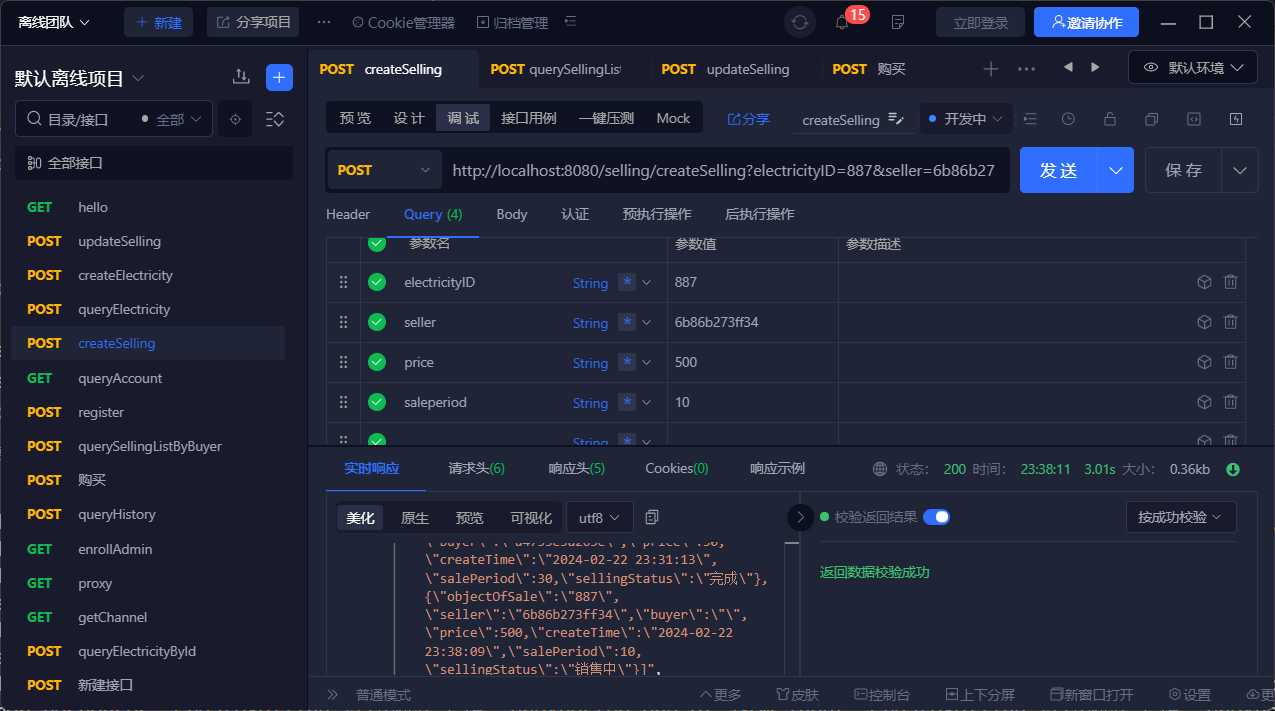 离线团队 新建 分享项目 ··· Cookie管理器 归档管理 15 立即登录 邀请协作
默认离线项目
目录/接口 全部
全部接口
GET hello
POST updateSelling
POST createElectricity
POST queryElectricity
POST createSelling
GET queryAccount
POST register
POST querySellingListByBuyer
POST 购买
POST queryHistory
GET enrollAdmin
GET proxy
GET getChannel
POST queryElectricityById
POST 新建接口
POST createSelling POST querySellingList POST updateSelling POST 购买 默认环境
预览 设计 调试 接口用例 一键压测 Mock 分享 createSelling 开发中
POST http://localhost:8080/selling/createSelling?electricityID=887&seller=6b86b27 发送 保存
Header Query (4) Body 认证 预执行操作 后执行操作
参数名 参数值 参数描述
electricityID String * 887
seller String * 6b86b273ff34
price String * 500
saleperiod String * 10
String *
实时响应 请求头(6) 响应头(5) Cookies(0) 响应示例 状态: 200 时间: 23:38:11 3.01s 大小: 0.36kb
美化 原生 预览 可视化 utf8 校验返回结果 按成功校验
\"createTime\":\"2024-02-22 23:31:13\",
\"salePeriod\":30,\"sellingStatus\":\"完成\"},
{\"objectOfSale\":\"887\",
\"seller\":\"6b86b273ff34\",\"buyer\":\"\",
\"price\":500,\"createTime\":\"2024-02-22
23:38:09\",\"salePeriod\":10,
\"sellingStatus\":\"销售中\"}]",
返回数据校验成功
普通模式 更多 皮肤 控制台 上下分屏 新窗口打开 设置 更